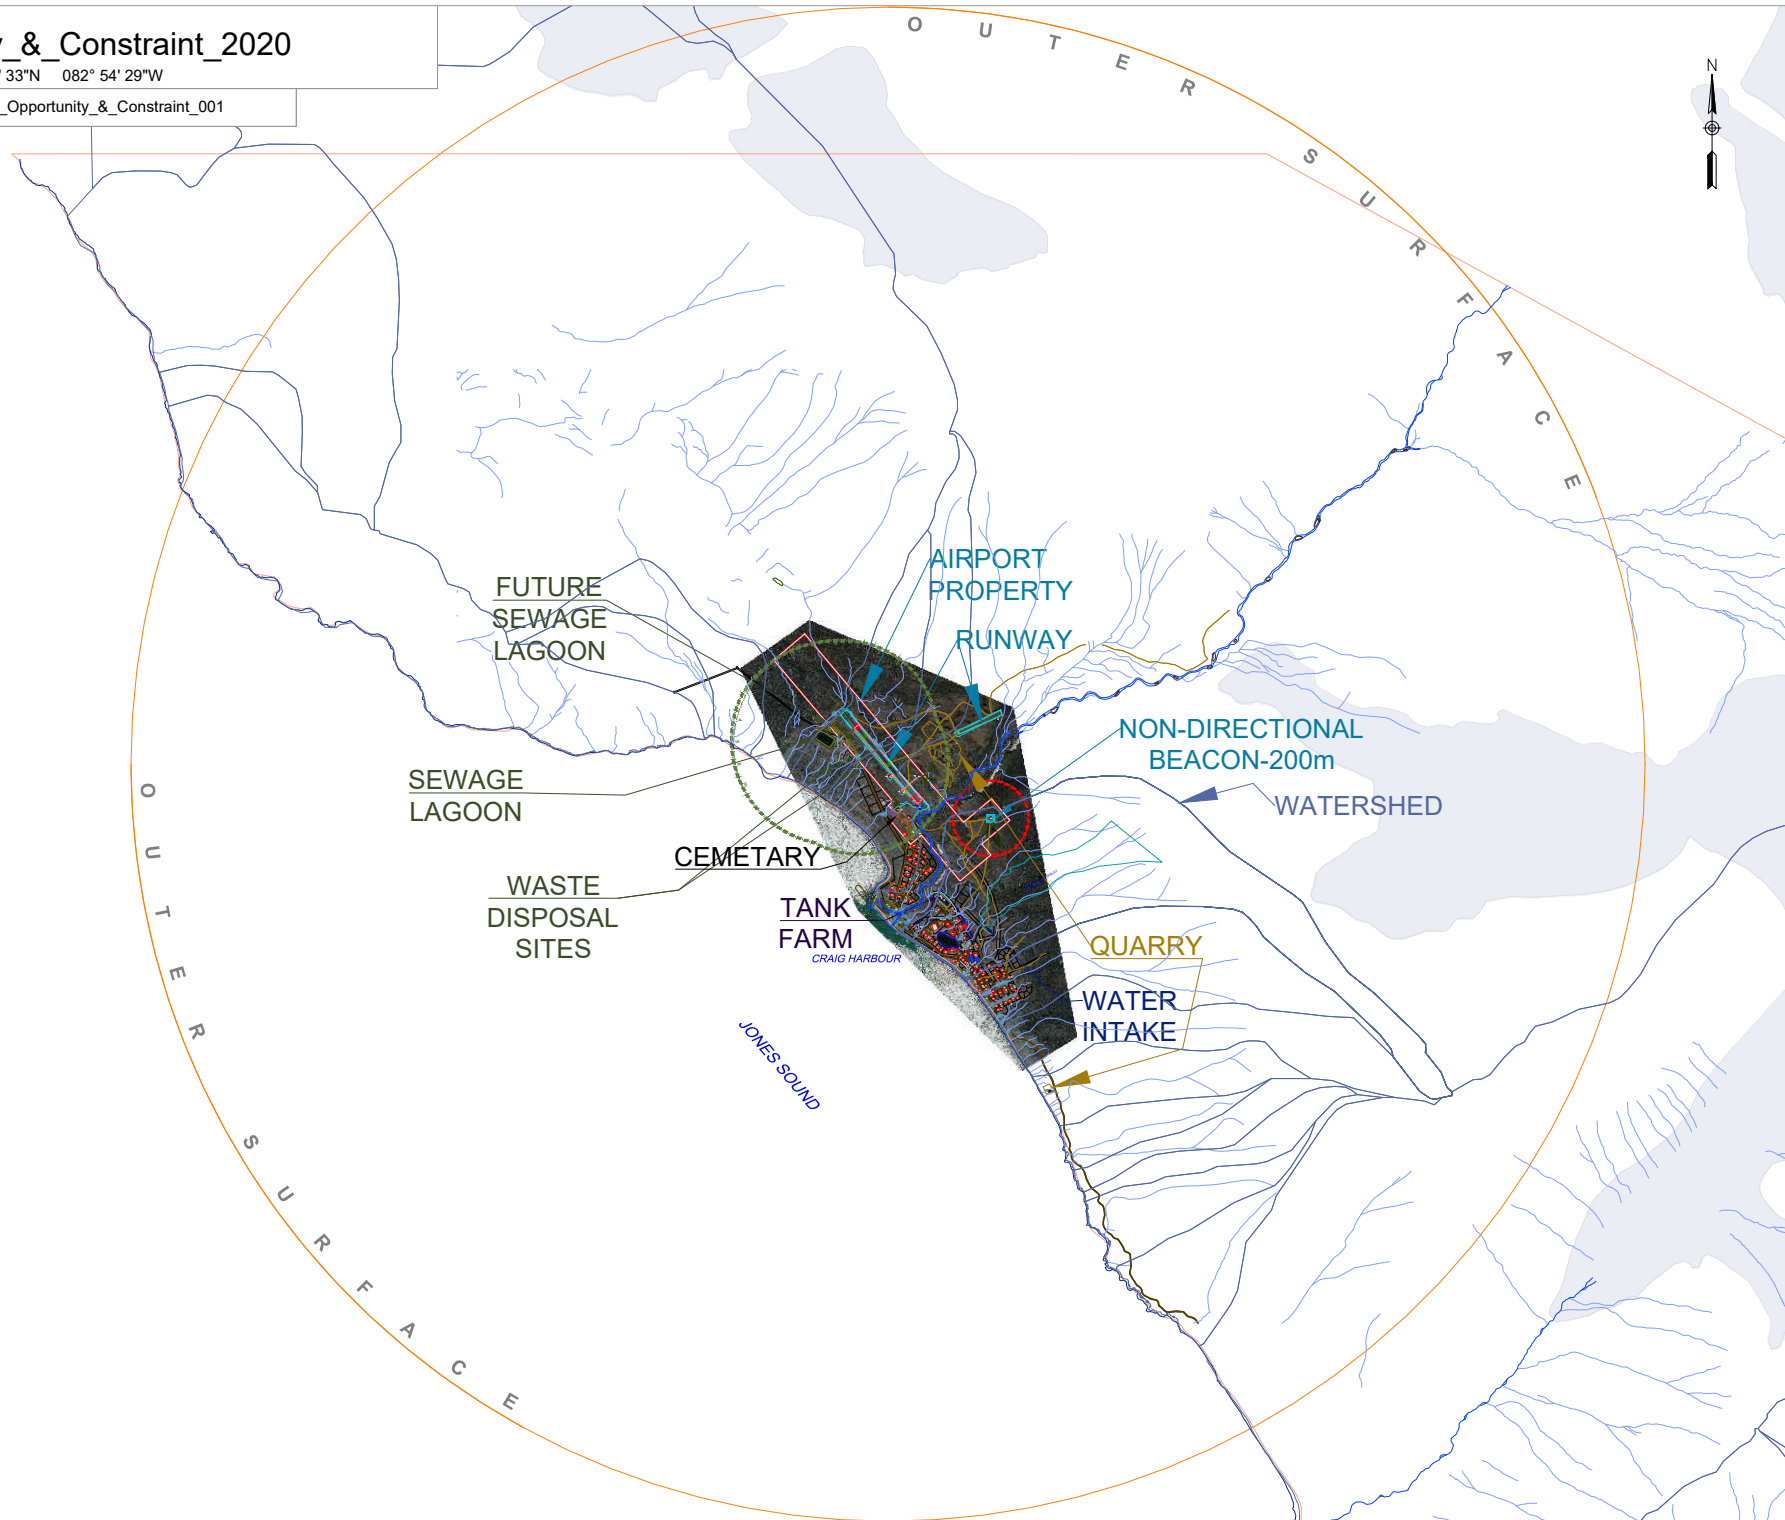 _&_Constraint_2020
33"N 082° 54' 29"W
_Opportunity_&_Constraint_001
N
OUTER SURFACE
FUTURE
SEWAGE
LAGOON
AIRPORT
PROPERTY
RUNWAY
NON-DIRECTIONAL
BEACON-200m
WATERSHED
SEWAGE
LAGOON
CEMETARY
WASTE
DISPOSAL
SITES
TANK
FARM
CRAIG HARBOUR
QUARRY
WATER
INTAKE
JONES SOUND
OUTER SURFACE